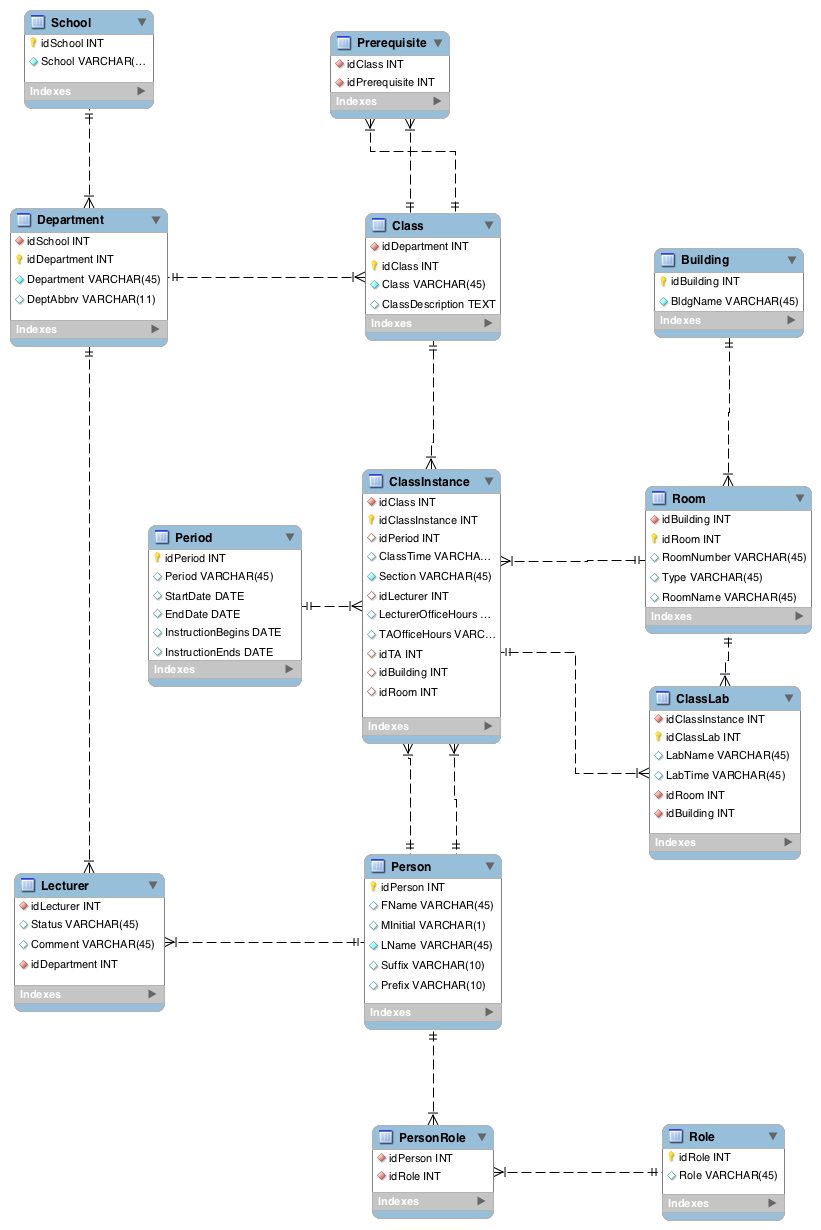 School
idSchool INT
School VARCHAR(...
Indexes
Prerequisite
idClass INT
idPrerequisite INT
Indexes
Department
idSchool INT
idDepartment INT
Department VARCHAR(45)
DeptAbbrv VARCHAR(11)
Indexes
Class
idDepartment INT
idClass INT
Class VARCHAR(45)
ClassDescription TEXT
Indexes
Building
idBuilding INT
BldgName VARCHAR(45)
Indexes
Period
idPeriod INT
Period VARCHAR(45)
StartDate DATE
EndDate DATE
InstructionBegins DATE
InstructionEnds DATE
Indexes
ClassInstance
idClass INT
idClassInstance INT
idPeriod INT
ClassTime VARCHA...
Section VARCHAR(45)
idLecturer INT
LecturerOfficeHours ...
TAOfficeHours VARC...
idTA INT
idBuilding INT
idRoom INT
Indexes
Room
idBuilding INT
idRoom INT
RoomNumber VARCHAR(45)
Type VARCHAR(45)
RoomName VARCHAR(45)
Indexes
ClassLab
idClassInstance INT
idClassLab INT
LabName VARCHAR(45)
LabTime VARCHAR(45)
idRoom INT
idBuilding INT
Indexes
Lecturer
idLecturer INT
Status VARCHAR(45)
Comment VARCHAR(45)
idDepartment INT
Indexes
Person
idPerson INT
FName VARCHAR(45)
MInitial VARCHAR(1)
LName VARCHAR(45)
Suffix VARCHAR(10)
Prefix VARCHAR(10)
Indexes
PersonRole
idPerson INT
idRole INT
Indexes
Role
idRole INT
Role VARCHAR(45)
Indexes